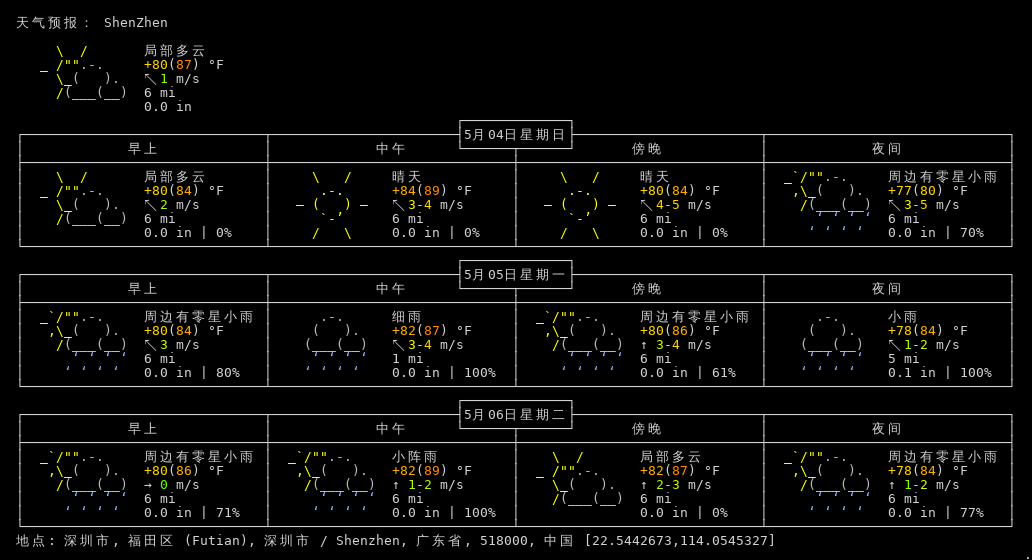 天气预报： ShenZhen
局部多云
+80(87) °F
↖1 m/s
6 mi
0.0 in
5月04日星期日
早上 中午 傍晚 夜间
局部多云 晴天 晴天 周边有零星小雨
+80(84) °F +84(89) °F +80(84) °F +77(80) °F
↖2 m/s ↖3-4 m/s ↖4-5 m/s ↖3-5 m/s
6 mi 6 mi 6 mi 6 mi
0.0 in | 0% 0.0 in | 0% 0.0 in | 0% 0.0 in | 70%
5月05日星期一
早上 中午 傍晚 夜间
周边有零星小雨 细雨 周边有零星小雨 小雨
+80(84) °F +82(87) °F +80(86) °F +78(84) °F
↖3 m/s ↖3-4 m/s ↑ 3-4 m/s ↖1-2 m/s
6 mi 1 mi 6 mi 5 mi
0.0 in | 80% 0.0 in | 100% 0.0 in | 61% 0.1 in | 100%
5月06日星期二
早上 中午 傍晚 夜间
周边有零星小雨 小阵雨 局部多云 周边有零星小雨
+80(86) °F +82(89) °F +82(87) °F +78(84) °F
→ 0 m/s ↑ 1-2 m/s ↑ 2-3 m/s ↑ 1-2 m/s
6 mi 6 mi 6 mi 6 mi
0.0 in | 71% 0.0 in | 100% 0.0 in | 0% 0.0 in | 77%
地点: 深圳市, 福田区 (Futian), 深圳市 / Shenzhen, 广东省, 518000, 中国 [22.5442673,114.0545327]